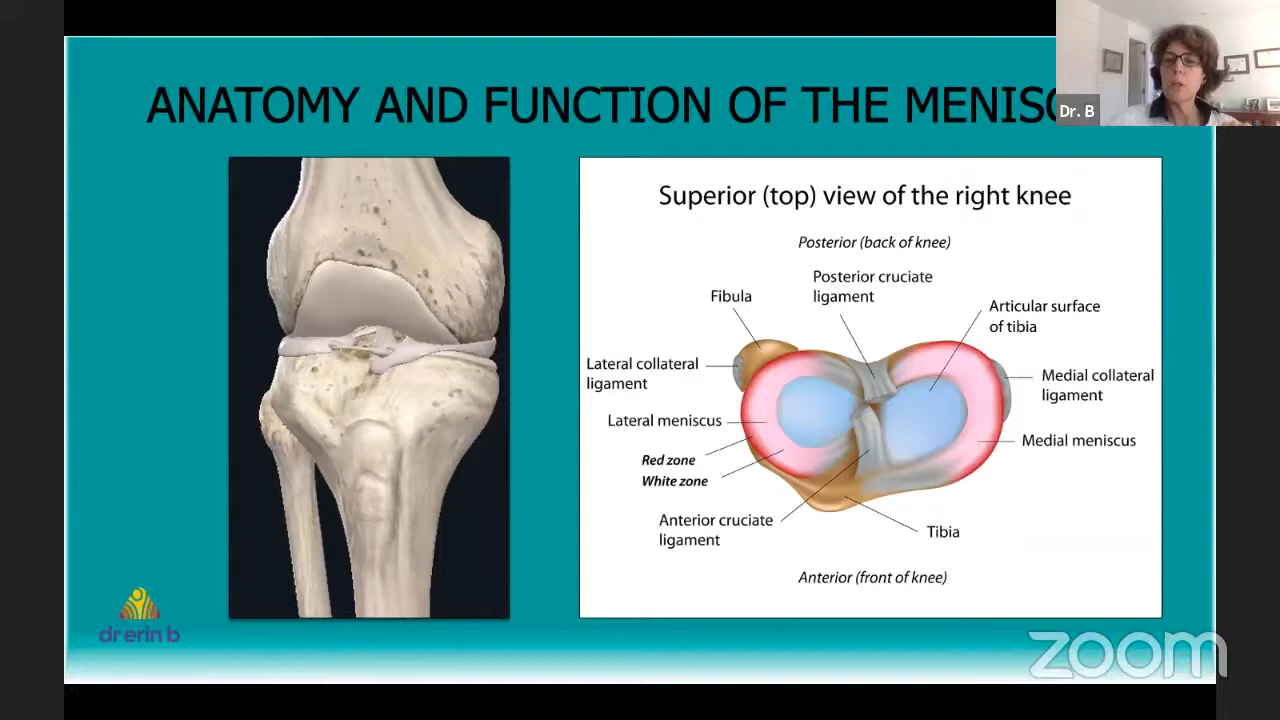 ANATOMY AND FUNCTION OF THE MENISC
Dr. B
Superior (top) view of the right knee
Posterior (back of knee)
Posterior cruciate
ligament
Fibula
Articular surface
of tibia
Lateral collateral
ligament
Medial collateral
ligament
Lateral meniscus
Medial meniscus
Red zone
White zone
Anterior cruciate
ligament
Tibia
Anterior (front of knee)
dr erin b
zoom